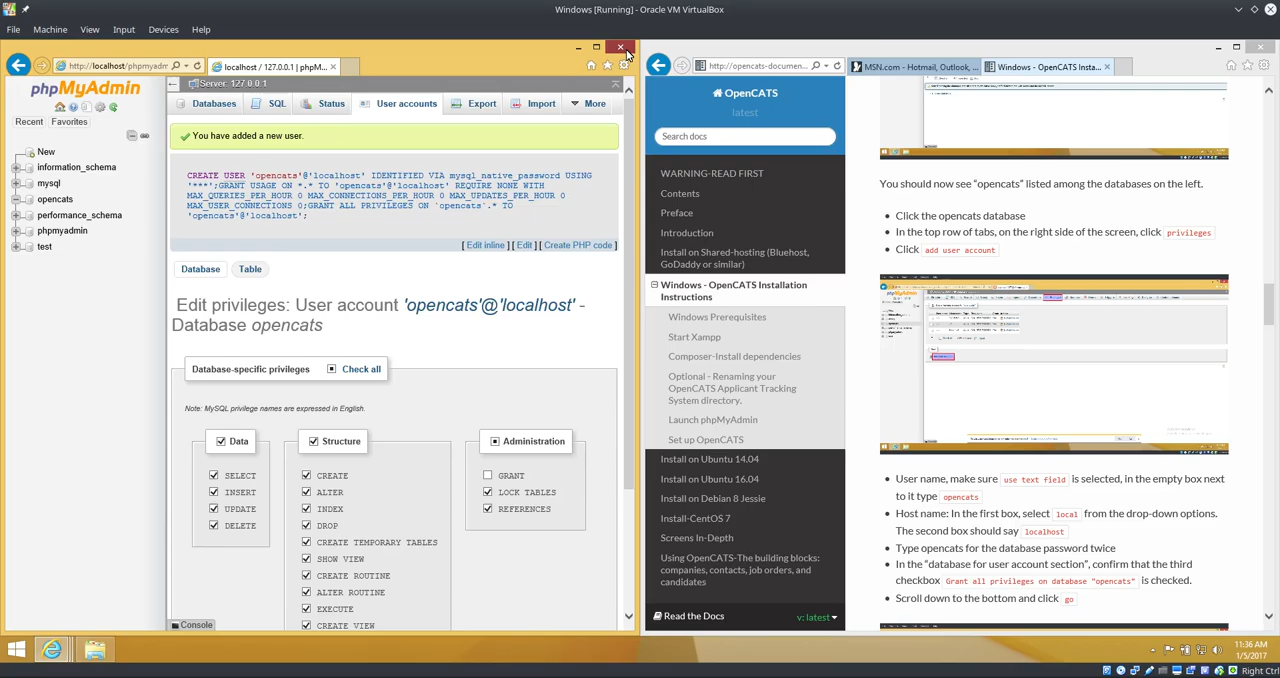 Windows [Running] - Oracle VM VirtualBox
File Machine View Input Devices Help
http://localhost/phpmyadm
localhost / 127.0.0.1 | phpM...
phpMyAdmin
Recent Favorites
New
information_schema
mysql
opencats
performance_schema
phpmyadmin
test
Server: 127.0.0.1
Databases SQL Status User accounts Export Import More
You have added a new user.
CREATE USER 'opencats'@'localhost' IDENTIFIED VIA mysql_native_password USING
'***';GRANT USAGE ON *.* TO 'opencats'@'localhost' REQUIRE NONE WITH
MAX_QUERIES_PER_HOUR 0 MAX_CONNECTIONS_PER_HOUR 0 MAX_UPDATES_PER_HOUR 0
MAX_USER_CONNECTIONS 0;GRANT ALL PRIVILEGES ON `opencats`.* TO
'opencats'@'localhost';
[ Edit inline ] [ Edit ] [ Create PHP code ]
Database Table
Edit privileges: User account 'opencats'@'localhost' -
Database opencats
Database-specific privileges Check all
Note: MySQL privilege names are expressed in English.
Data
SELECT
INSERT
UPDATE
DELETE
Structure
CREATE
ALTER
INDEX
DROP
CREATE TEMPORARY TABLES
SHOW VIEW
CREATE ROUTINE
ALTER ROUTINE
EXECUTE
CREATE VIEW
Administration
GRANT
LOCK TABLES
REFERENCES
Console
http://opencats-documen...
MSN.com - Hotmail, Outlook, ...
Windows - OpenCATS Insta...
OpenCATS
latest
Search docs
WARNING-READ FIRST
Contents
Preface
Introduction
Install on Shared-hosting (Bluehost,
GoDaddy or similar)
Windows - OpenCATS Installation
Instructions
Windows Prerequisites
Start Xampp
Composer-Install dependencies
Optional - Renaming your
OpenCATS Applicant Tracking
System directory.
Launch phpMyAdmin
Set up OpenCATS
Install on Ubuntu 14.04
Install on Ubuntu 16.04
Install on Debian 8 Jessie
Install-CentOS 7
Screens In-Depth
Using OpenCATS-The building blocks:
companies, contacts, job orders, and
candidates
Read the Docs v: latest
You should now see “opencats” listed among the databases on the left.
Click the opencats database
In the top row of tabs, on the right side of the screen, click privileges
Click add user account
phpMyAdmin
User name, make sure use text field is selected, in the empty box next
to it type opencats
Host name: In the first box, select local from the drop-down options.
The second box should say localhost
Type opencats for the database password twice
In the “database for user account section”, confirm that the third
checkbox Grant all privileges on database "opencats" is checked.
Scroll down to the bottom and click go
11:36 AM
1/5/2017
Right Ctrl